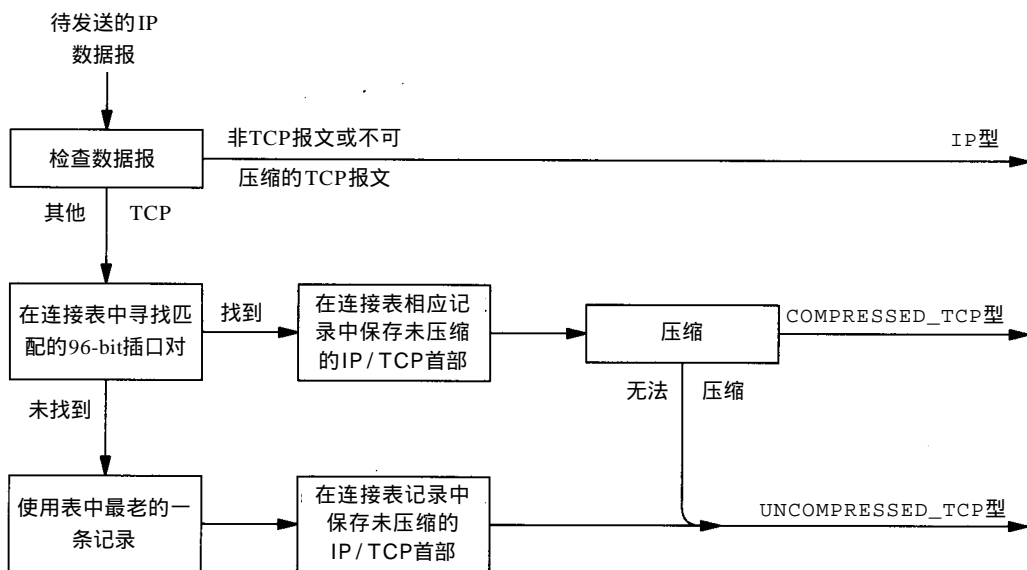 待发送的IP
数据报
检查数据报
非TCP报文或不可
压缩的TCP报文
IP型
其他 TCP
在连接表中寻找匹
配的96-bit插口对
找到
在连接表相应记
录中保存未压缩
的IP/TCP首部
压缩
COMPRESSED_TCP型
无法 压缩
未找到
使用表中最老的一
条记录
在连接表记录中
保存未压缩的
IP/TCP首部
UNCOMPRESSED_TCP型